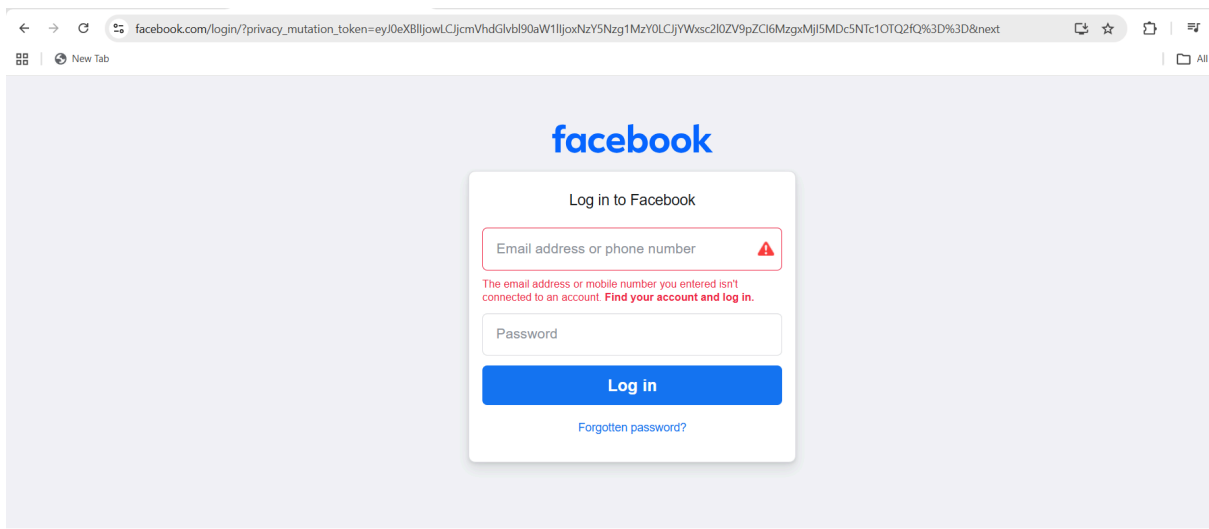 facebook.com/login/?privacy_mutation_token=eyJ0eXBlIjowLCJjcmVhdGlvbl90aW1lIjoxNzY5Nzg1MzY0LCJjYWxsc2l0ZV9pZCI6MzgxMjI5MDc5NTc1OTQ2fQ%3D%3D&next
New Tab
All
facebook
Log in to Facebook
Email address or phone number
The email address or mobile number you entered isn't
connected to an account. Find your account and log in.
Password
Log in
Forgotten password?